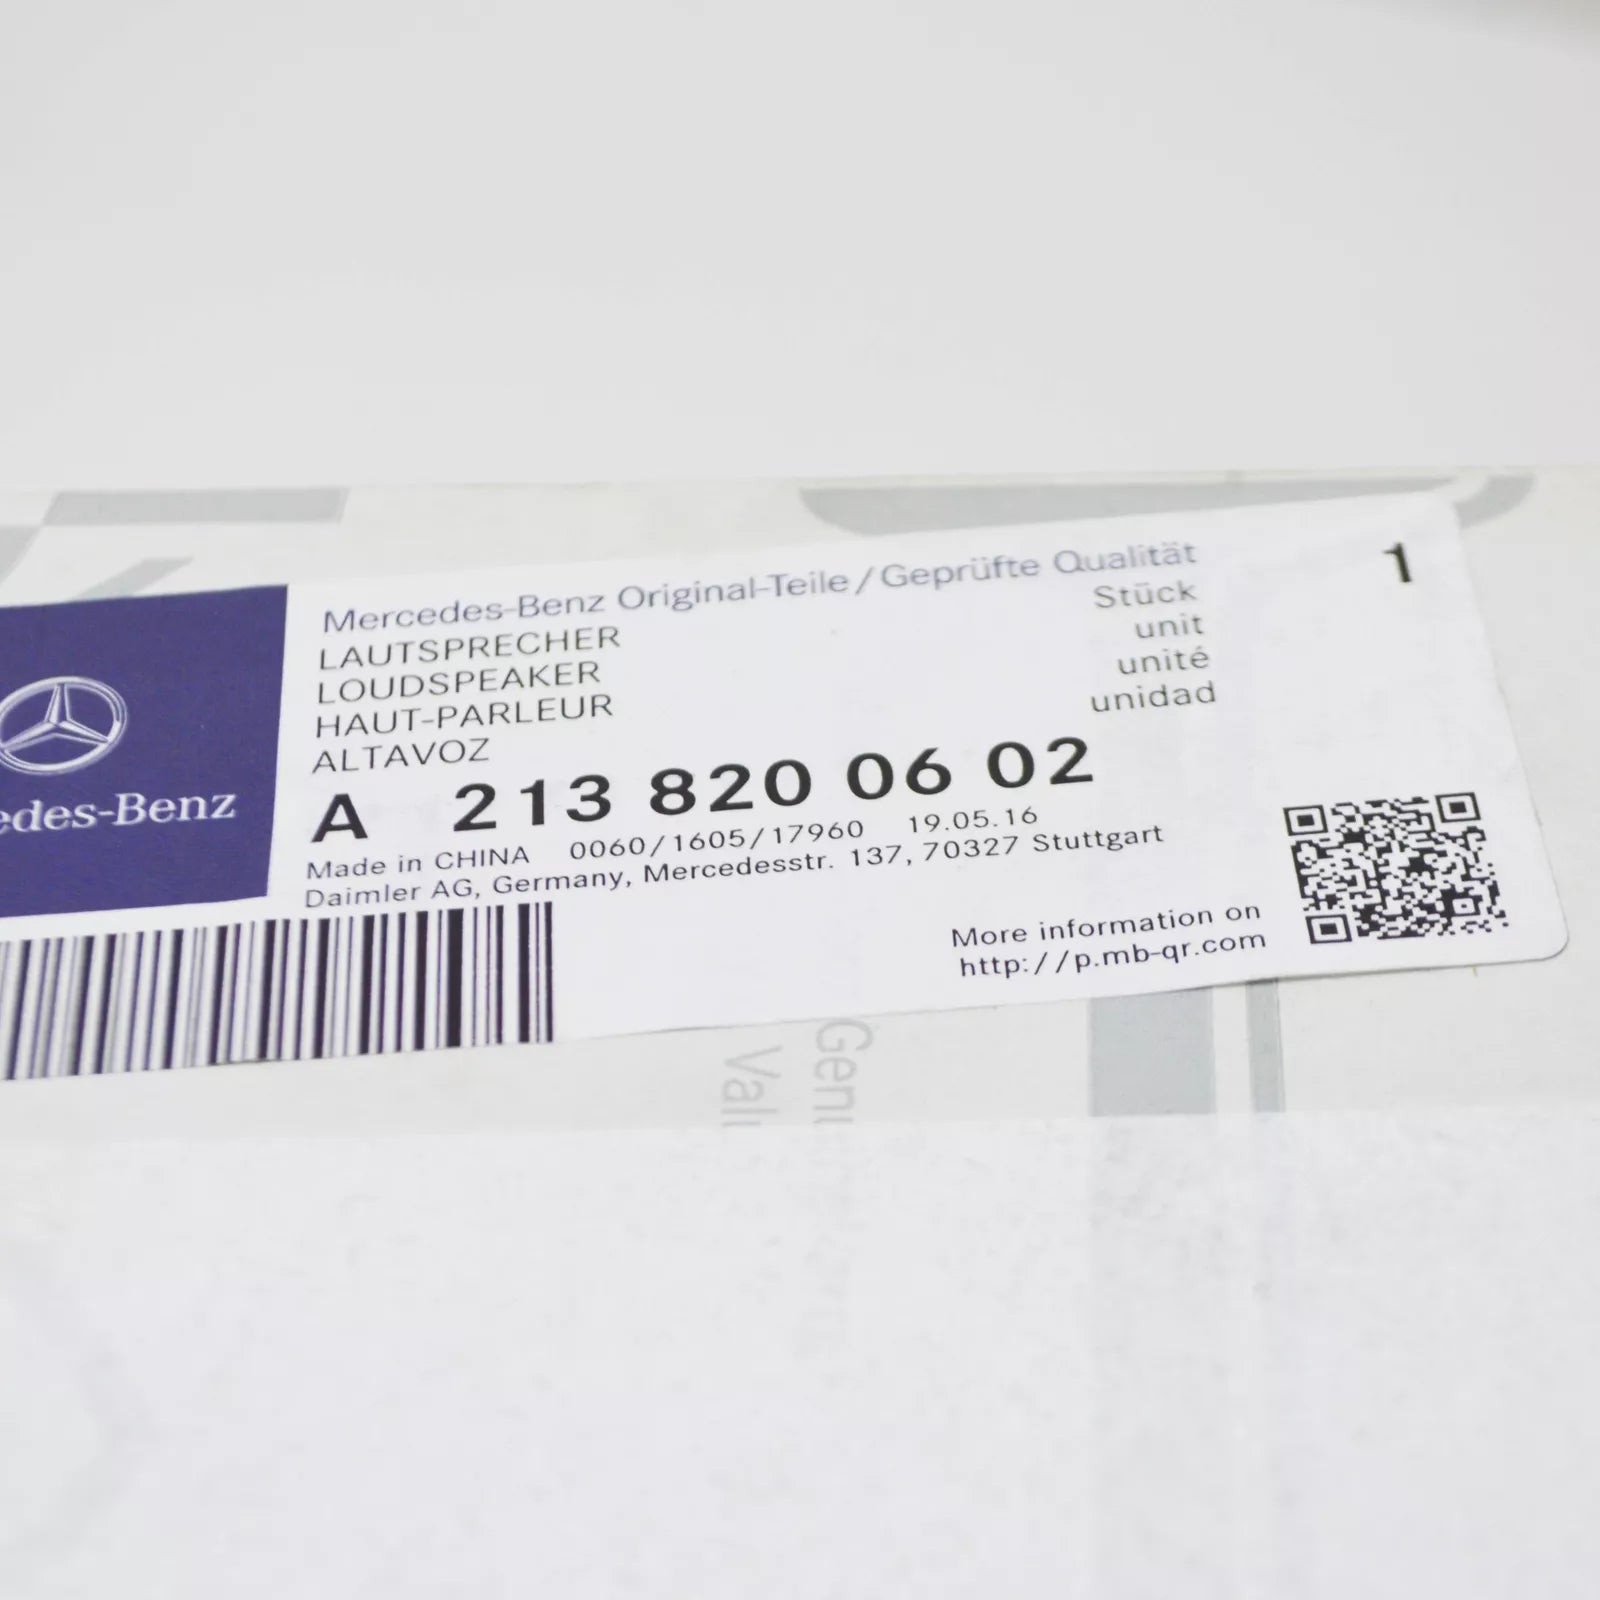 Mercedes-Benz Original-Teile/Geprüfte Qualität
LAUTSPRECHER
LOUDSPEAKER
HAUT-PARLEUR
ALTAVOZ
Stück
unit
unité
unidad
1
A 213 820 06 02
Made in CHINA 0060/1605/17960 19.05.16
Daimler AG, Germany, Mercedesstr. 137, 70327 Stuttgart
More information on
http://p.mb-qr.com
edes-Benz